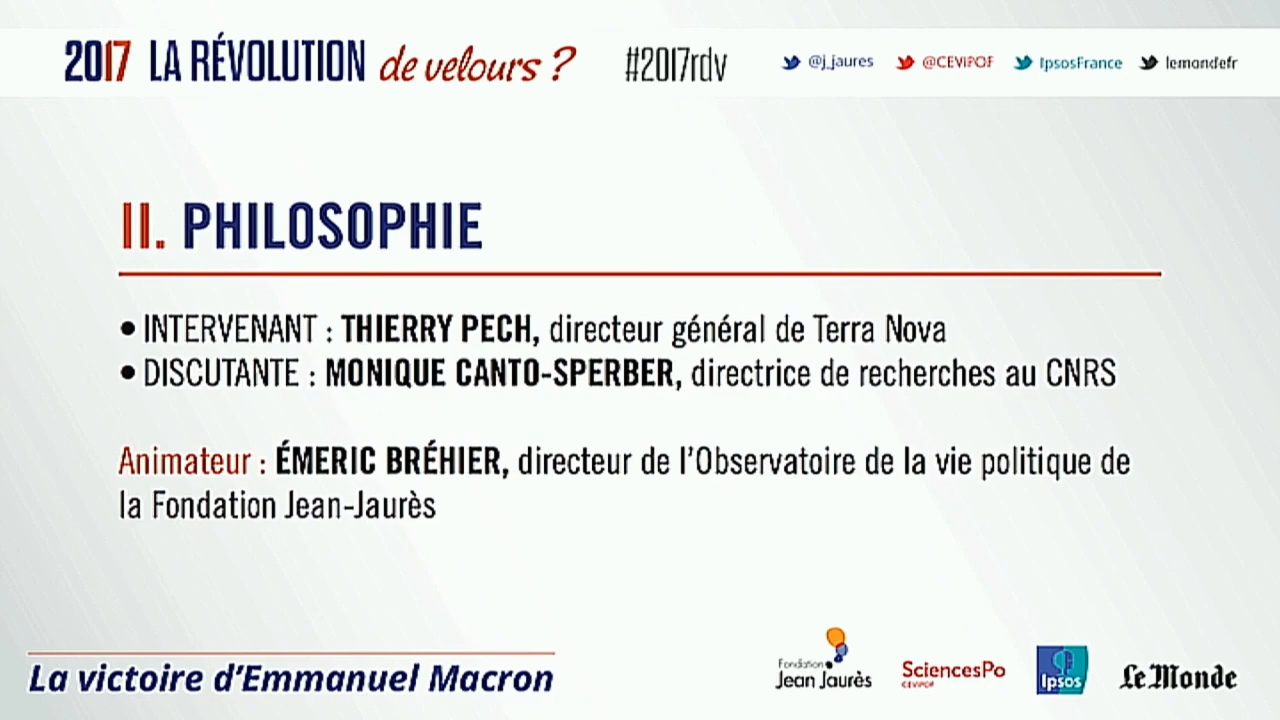 2017 LA RÉVOLUTION de velours ? #2017rdv @j_jaures @CEVIPOF IpsosFrance lemondefr
II. PHILOSOPHIE
• INTERVENANT : THIERRY PECH, directeur général de Terra Nova
• DISCUTANTE : MONIQUE CANTO-SPERBER, directrice de recherches au CNRS
Animateur : ÉMERIC BRÉHIER, directeur de l’Observatoire de la vie politique de
la Fondation Jean-Jaurès
La victoire d’Emmanuel Macron
Fondation
Jean Jaurès
SciencesPo
CEVIPOF
Ipsos
Le Monde